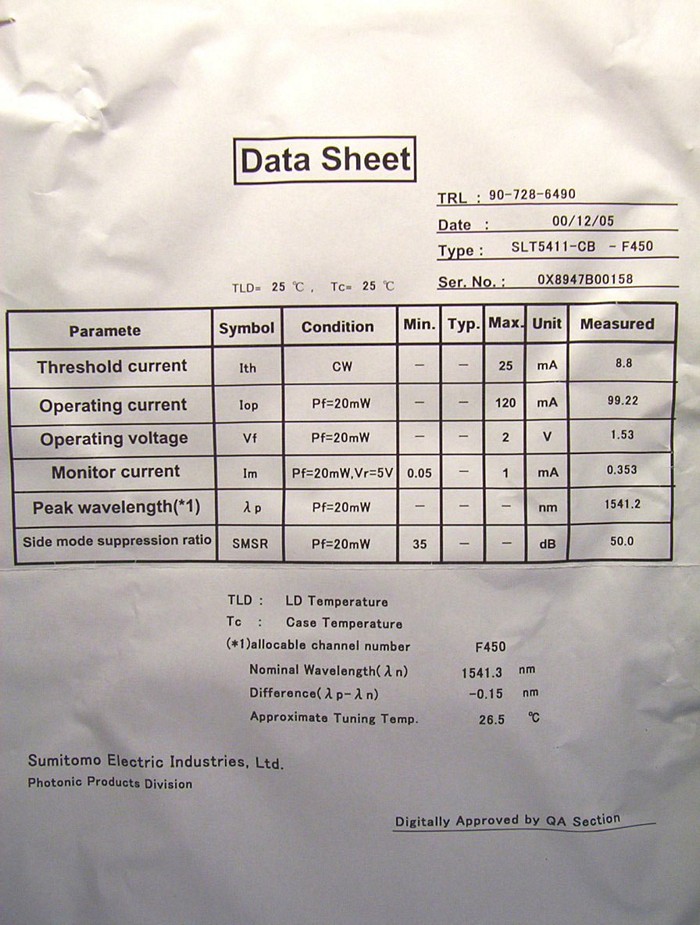 Data Sheet
TRL : 90-728-6490
Date : 00/12/05
Type : SLT5411-CB - F450
TLD= 25 ℃ , Tc= 25 ℃
Ser. No. : 0X8947B00158
Paramete Symbol Condition Min. Typ. Max. Unit Measured
Threshold current Ith CW — — 25 mA 8.8
Operating current Iop Pf=20mW — — 120 mA 99.22
Operating voltage Vf Pf=20mW — — 2 V 1.53
Monitor current Im Pf=20mW,Vr=5V 0.05 — 1 mA 0.353
Peak wavelength(*1) λp Pf=20mW — — — nm 1541.2
Side mode suppression ratio SMSR Pf=20mW 35 — — dB 50.0
TLD : LD Temperature
Tc : Case Temperature
(*1)allocable channel number F450
Nominal Wavelength(λn) 1541.3 nm
Difference(λp-λn) -0.15 nm
Approximate Tuning Temp. 26.5 ℃
Sumitomo Electric Industries, Ltd.
Photonic Products Division
Digitally Approved by QA Section